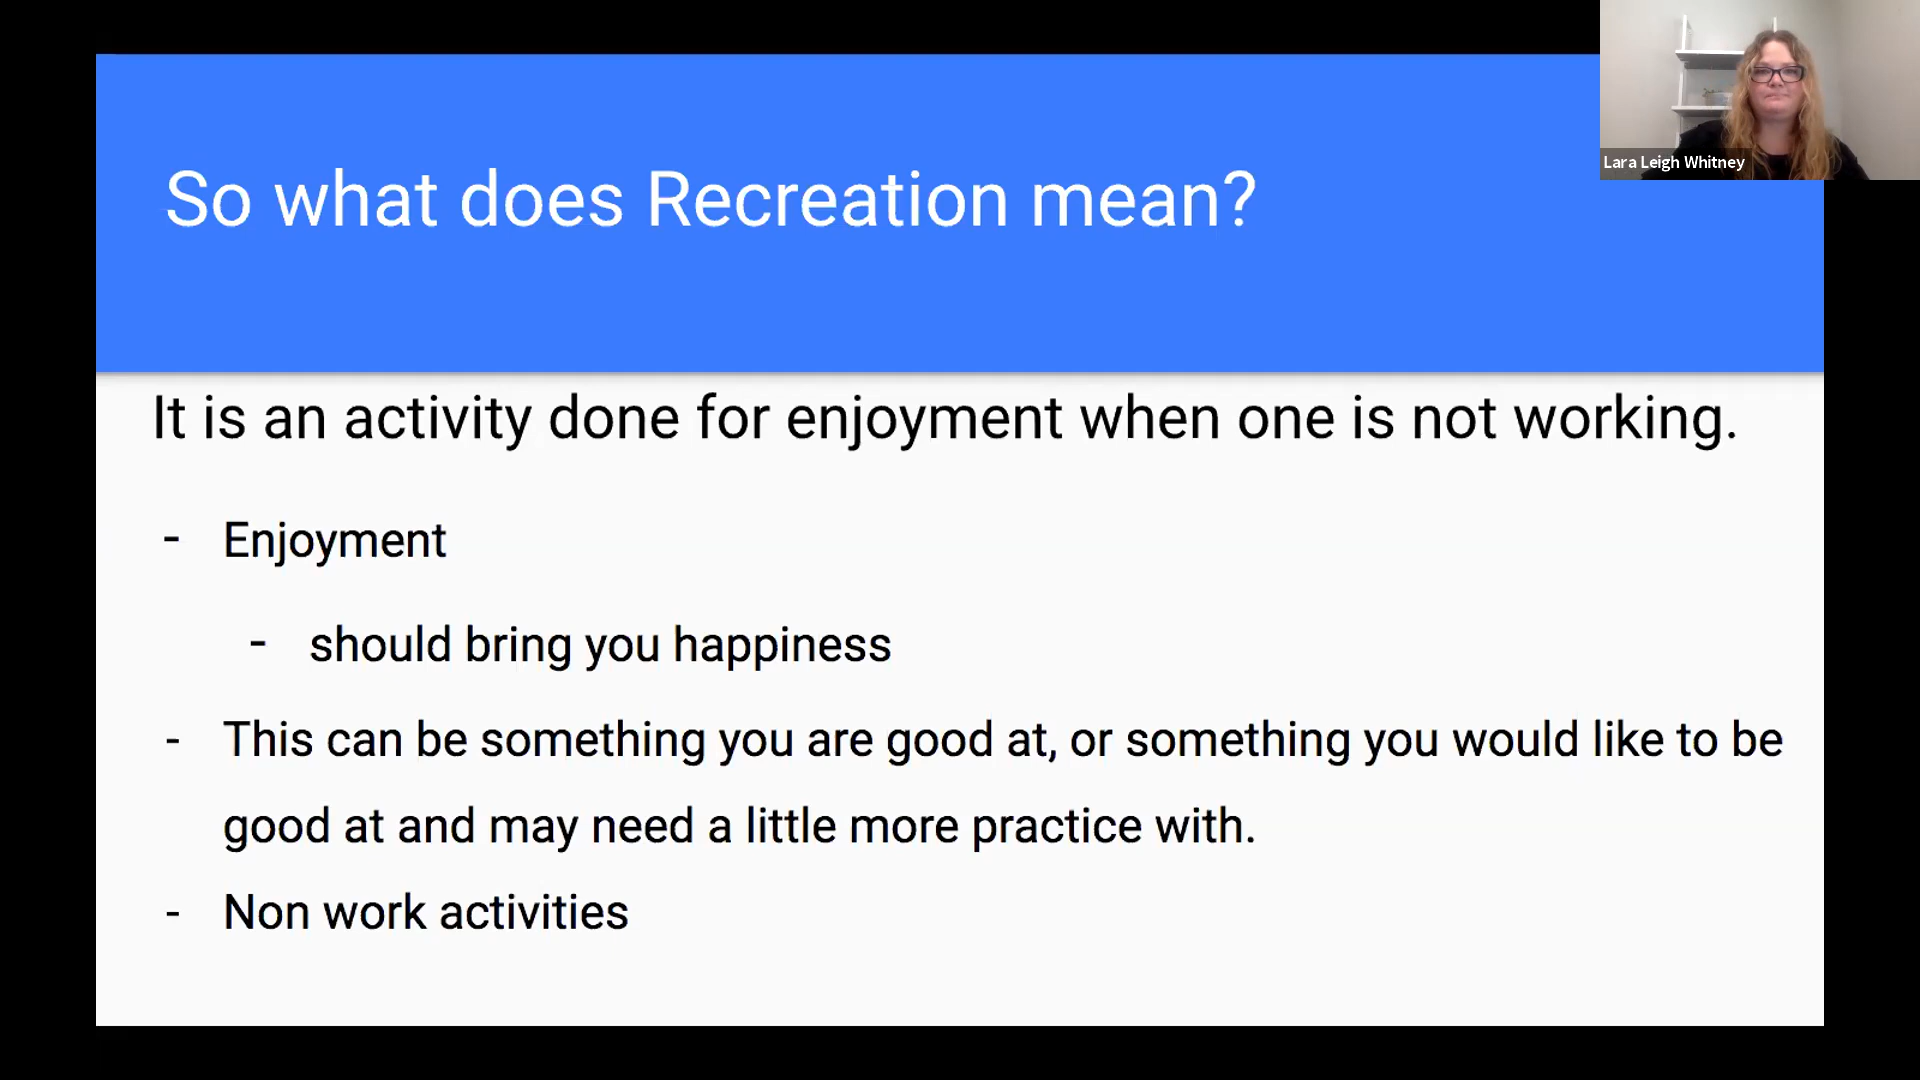 So what does Recreation mean?
Lara Leigh Whitney
It is an activity done for enjoyment when one is not working.
- Enjoyment
- should bring you happiness
- This can be something you are good at, or something you would like to be
good at and may need a little more practice with.
- Non work activities